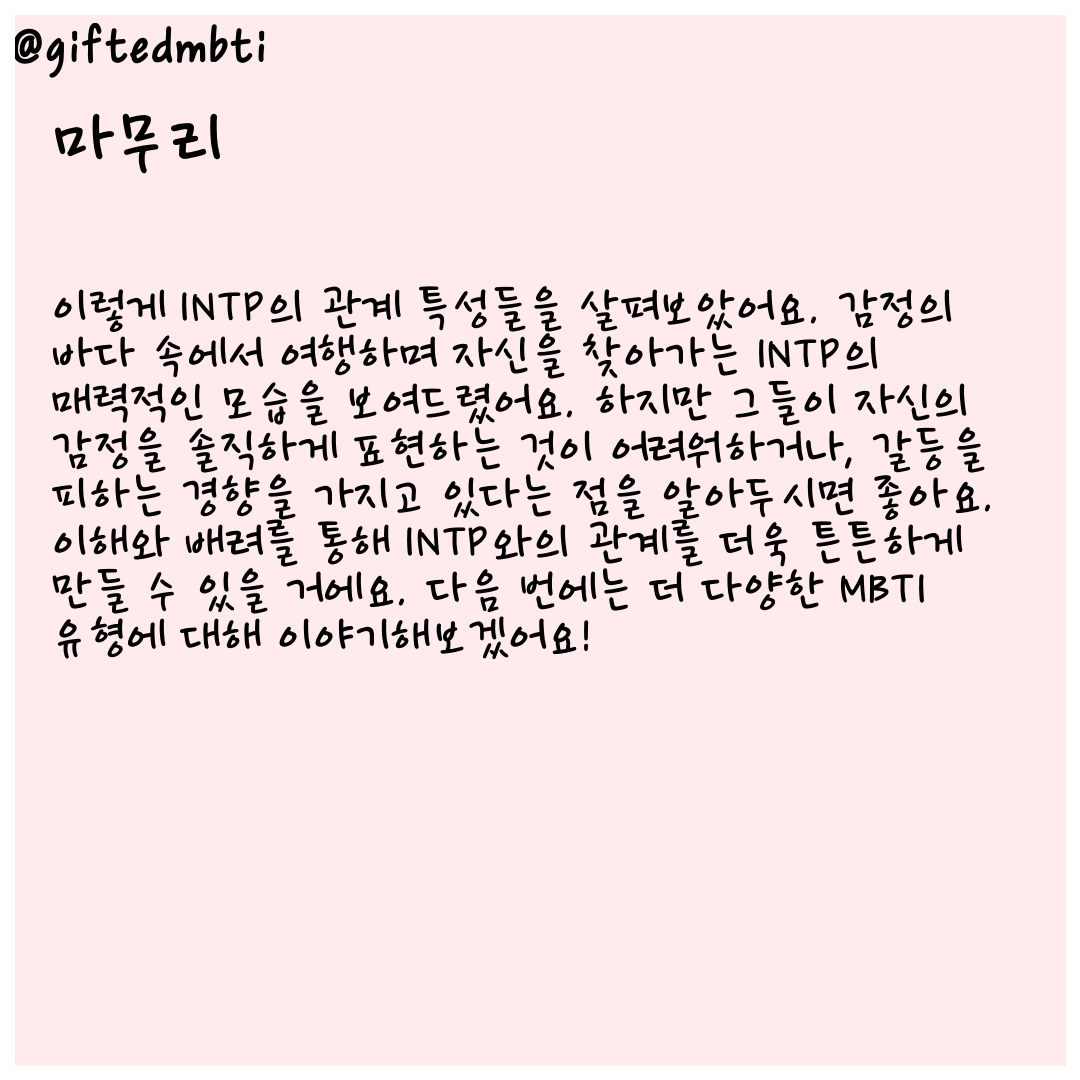 @giftedmbti
마무리
이렇게 INTP의 관계 특성들을 살펴보았어요. 감정의
바다 속에서 여행하며 자신을 찾아가는 INTP의
매력적인 모습을 보여드렸어요. 하지만 그들이 자신의
감정을 솔직하게 표현하는 것이 어려워하거나, 갈등을
피하는 경향을 가지고 있다는 점을 알아두시면 좋아요.
이해와 배려를 통해 INTP와의 관계를 더욱 튼튼하게
만들 수 있을 거에요. 다음 번에는 더 다양한 MBTI
유형에 대해 이야기해보겠어요!